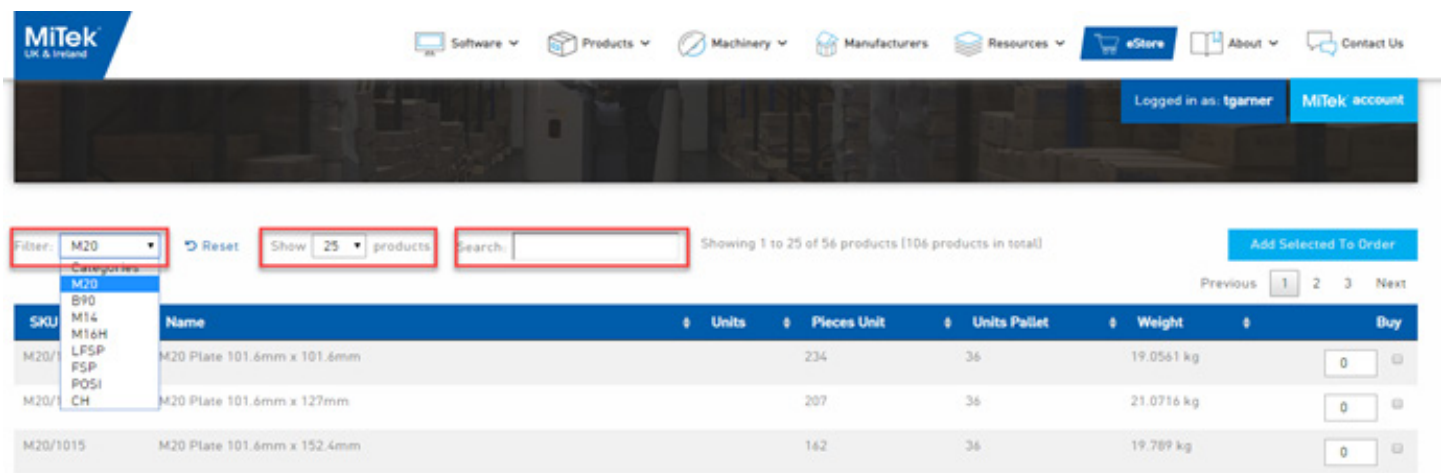 MiTek
UK & Ireland
Software Products Machinery Manufacturers Resources eStore About Contact Us
Logged in as: tgarner MiTek account
Filter: M20 Reset Show 25 products Search: Showing 1 to 25 of 56 products (106 products in total) Add Selected To Order
Categories
M20
B90
M14
M16H
LFSP
FSP
POSI
CH
Previous 1 2 3 Next
SKU Name Units Pieces Unit Units Pallet Weight Buy
M20/1 M20 Plate 101.6mm x 101.6mm 234 36 19.0561 kg 0
M20/1 M20 Plate 101.6mm x 127mm 207 36 21.0716 kg 0
M20/1015 M20 Plate 101.6mm x 152.4mm 162 36 19.789 kg 0